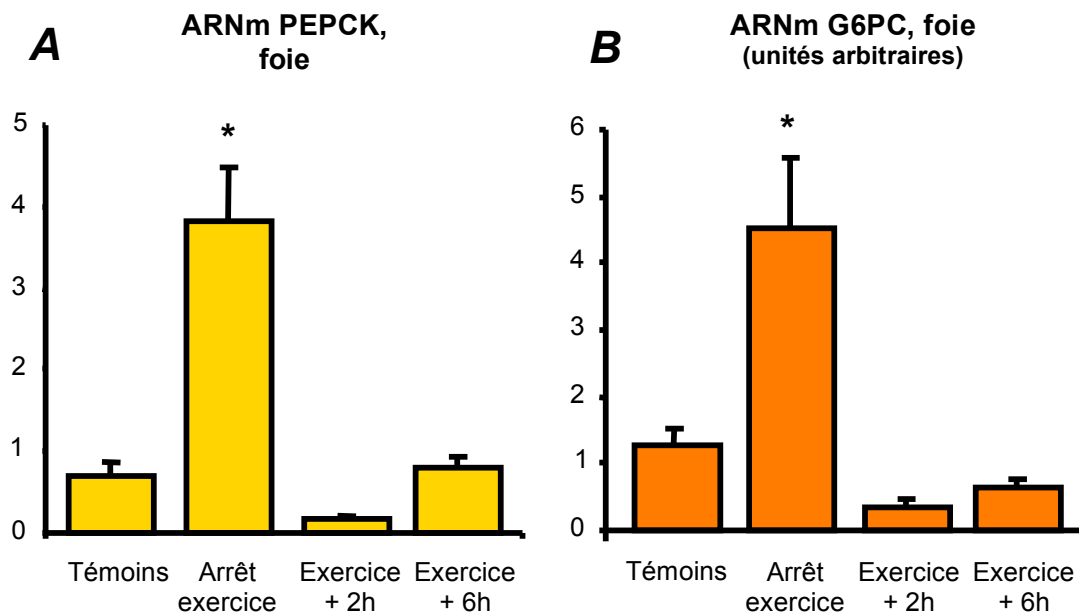 A
ARNm PEPCK,
foie
5
*
4
3
2
1
0
Témoins
Arrêt
exercice
Exercice
+ 2h
Exercice
+ 6h
B
ARNm G6PC, foie
(unités arbitraires)
6
*
5
4
3
2
1
0
Témoins
Arrêt
exercice
Exercice
+ 2h
Exercice
+ 6h